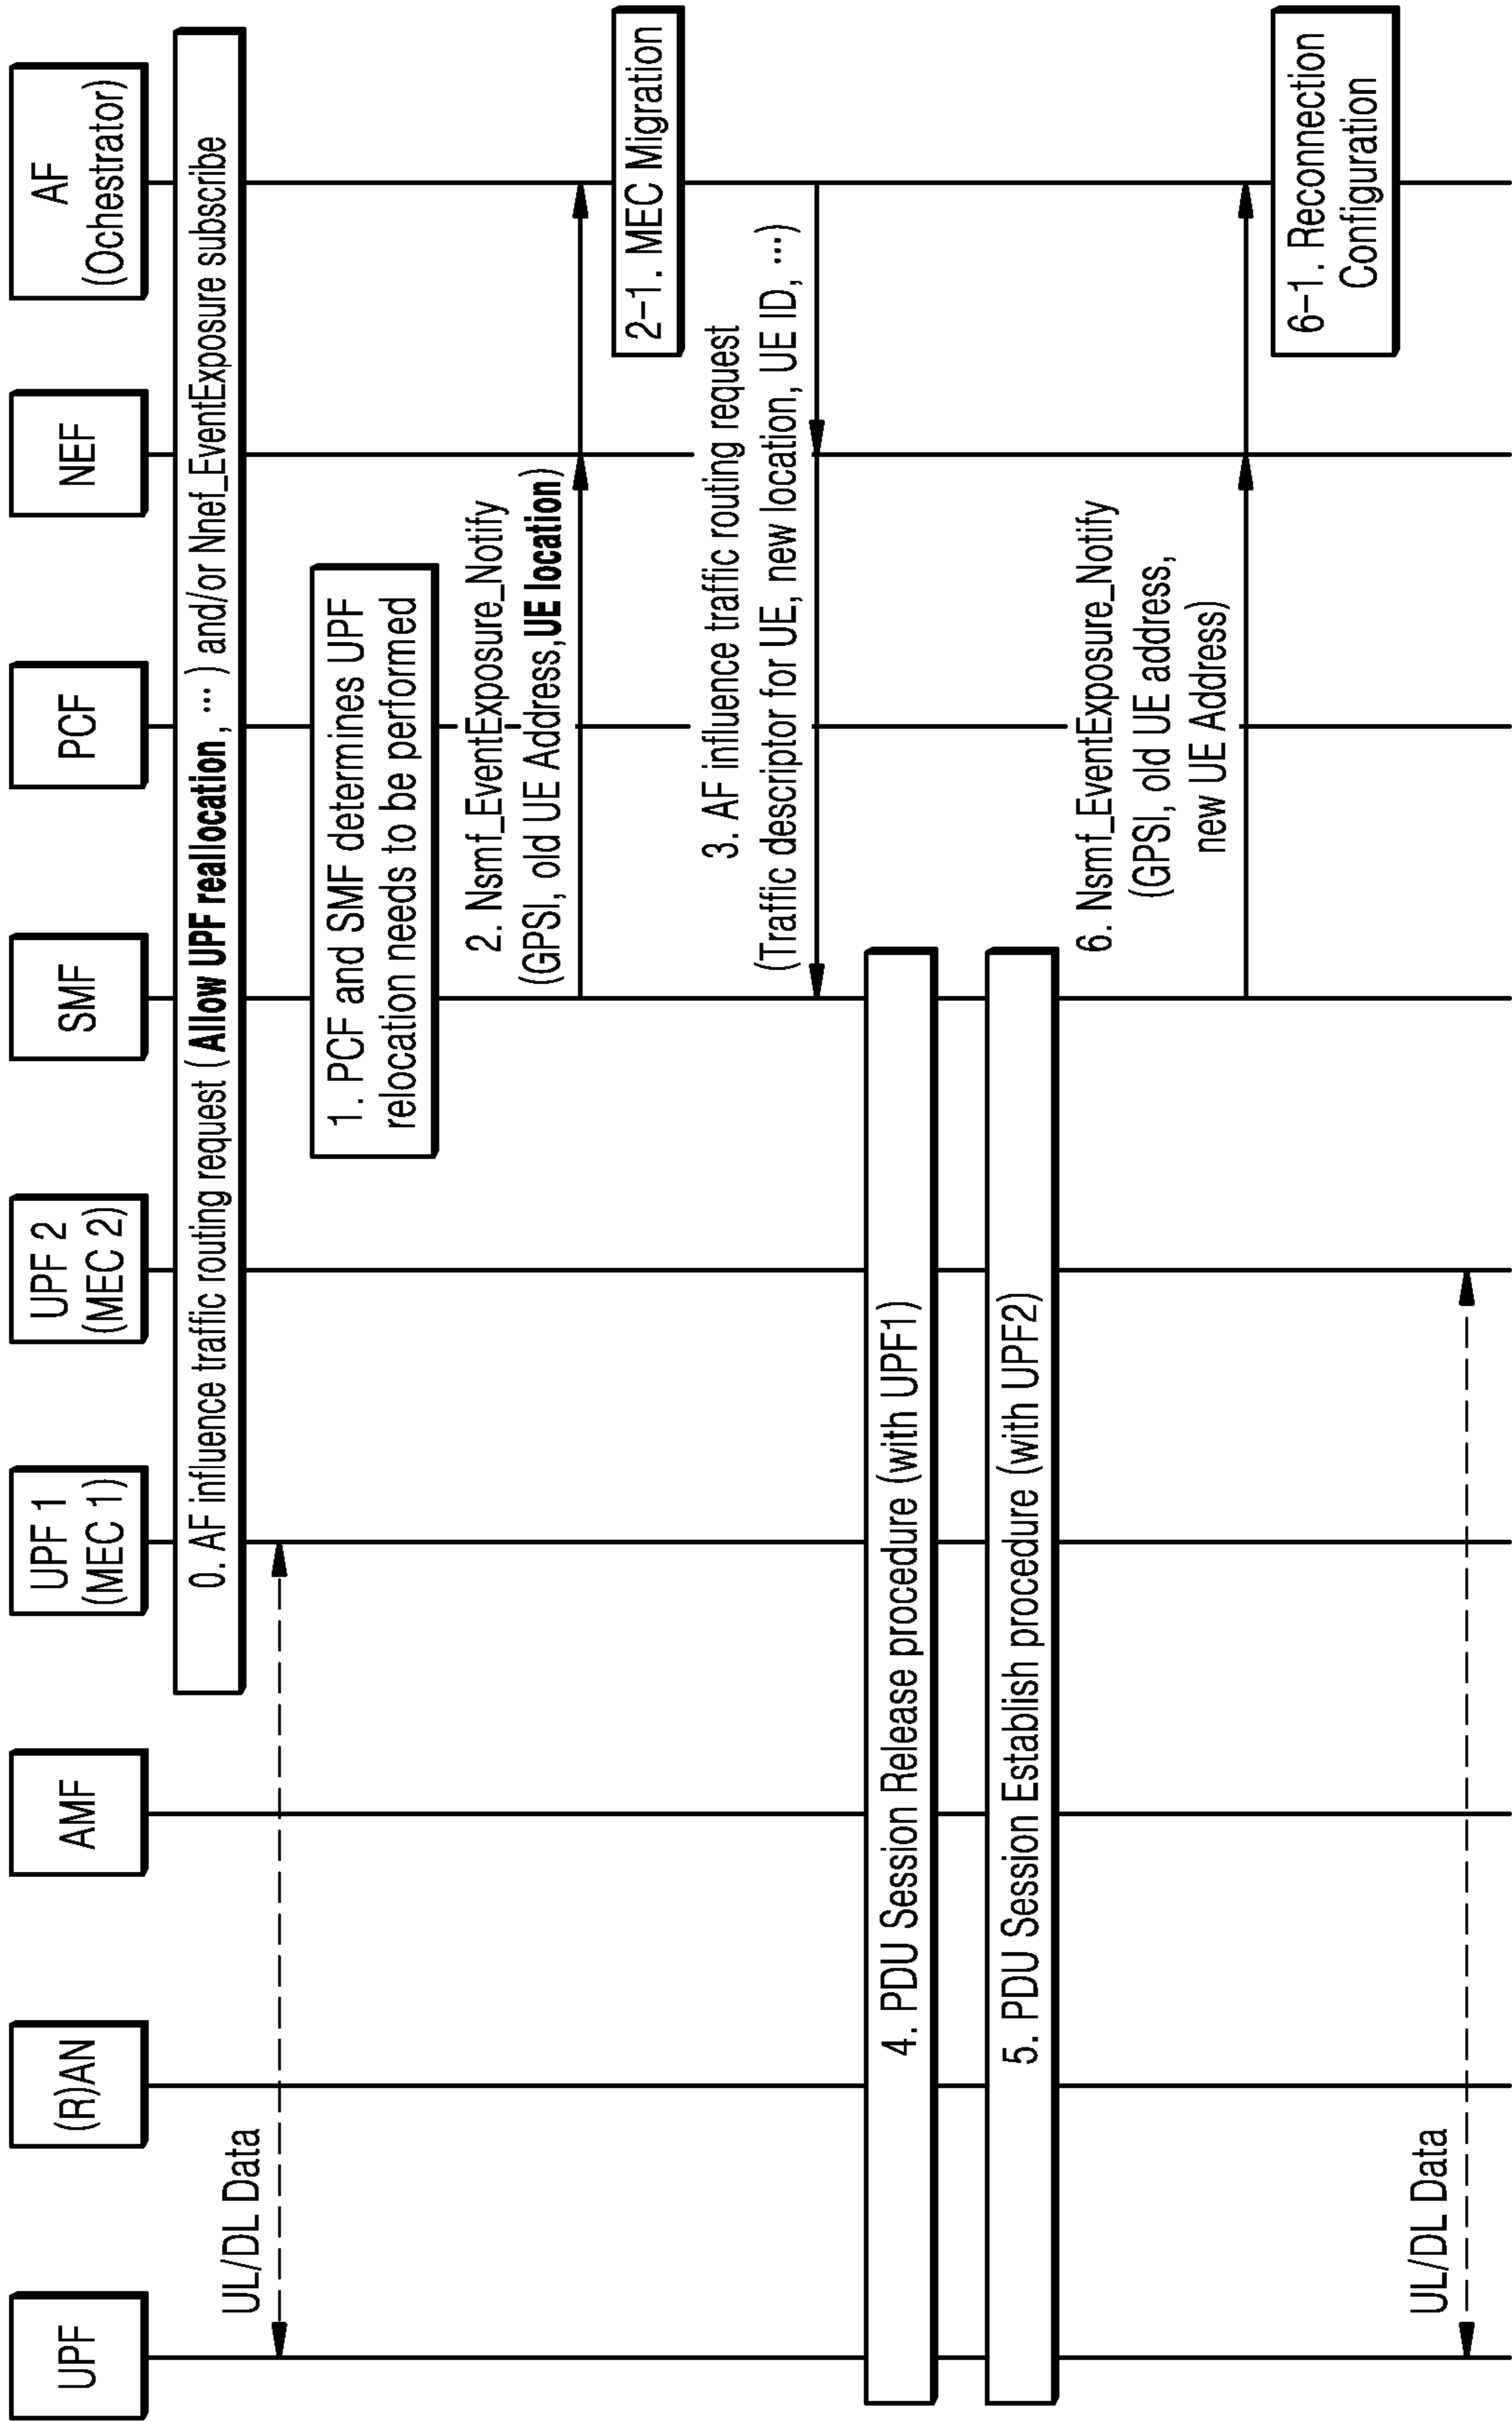 UPF
(R)AN
AMF
UPF 1
(MEC 1)
UPF 2
(MEC 2)
SMF
PCF
NEF
AF
(Ochestrator)
0. AF influence traffic routing request ( Allow UPF reallocation, ··· ) and/or Nnef_EventExposure subscribe
UL/DL Data
1. PCF and SMF determines UPF
relocation needs to be performed
2. Nsmf_EventExposure_Notify
(GPSI, old UE Address, UE location)
2-1. MEC Migration
3. AF influence traffic routing request
(Traffic descriptor for UE, new location, UE ID, ···)
4. PDU Session Release procedure (with UPF1)
5. PDU Session Establish procedure (with UPF2)
6. Nsmf_EventExposure_Notify
(GPSI, old UE address,
new UE Address)
6-1. Reconnection
Configuration
UL/DL Data